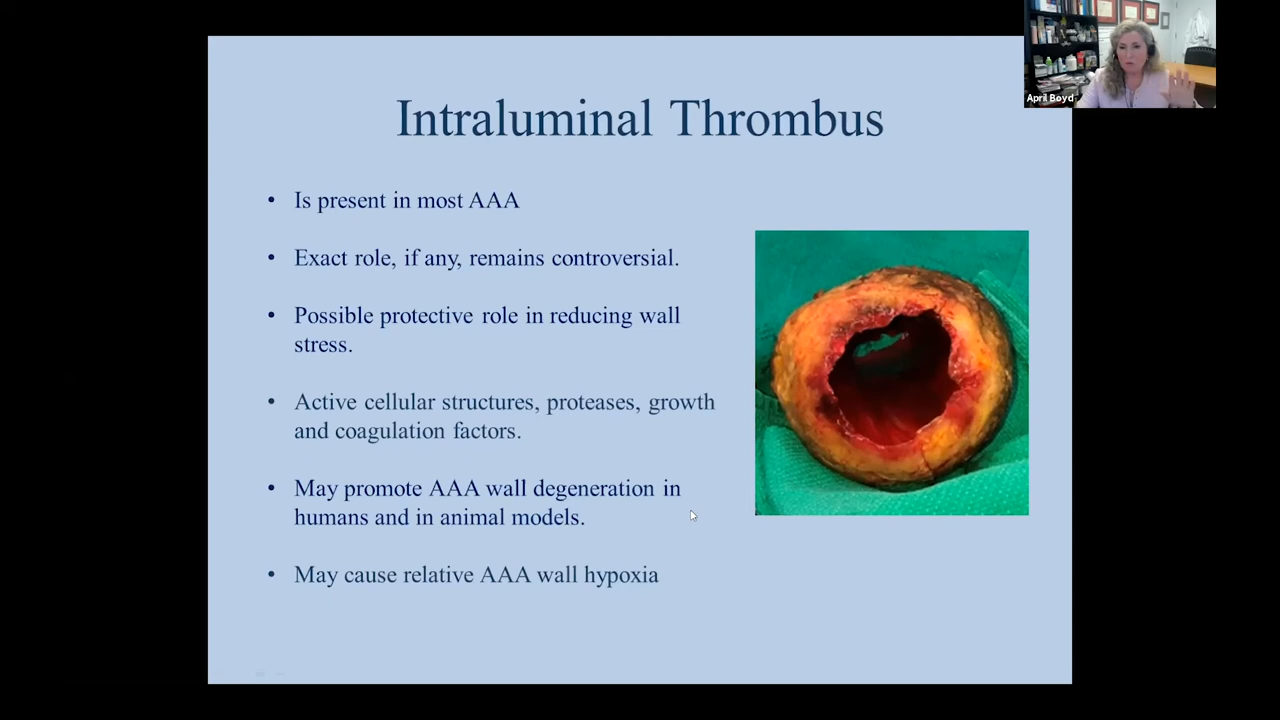 April Boyd
Intraluminal Thrombus
• Is present in most AAA
• Exact role, if any, remains controversial.
• Possible protective role in reducing wall
stress.
• Active cellular structures, proteases, growth
and coagulation factors.
• May promote AAA wall degeneration in
humans and in animal models.
• May cause relative AAA wall hypoxia